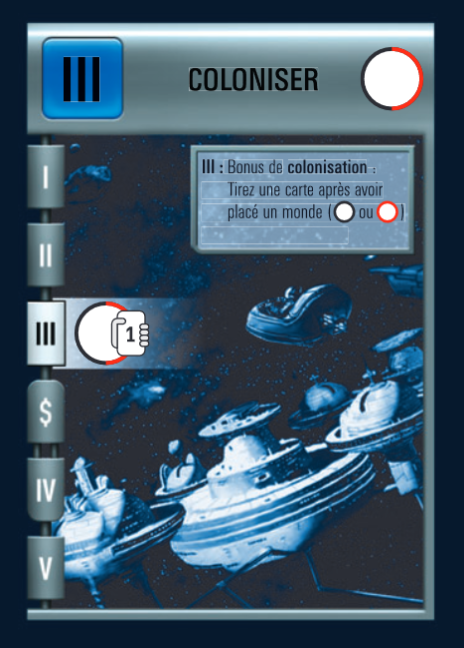 III COLONISER
III : Bonus de colonisation :
Tirez une carte après avoir
placé un monde ( ou )
I
II
III 1
$
IV
V